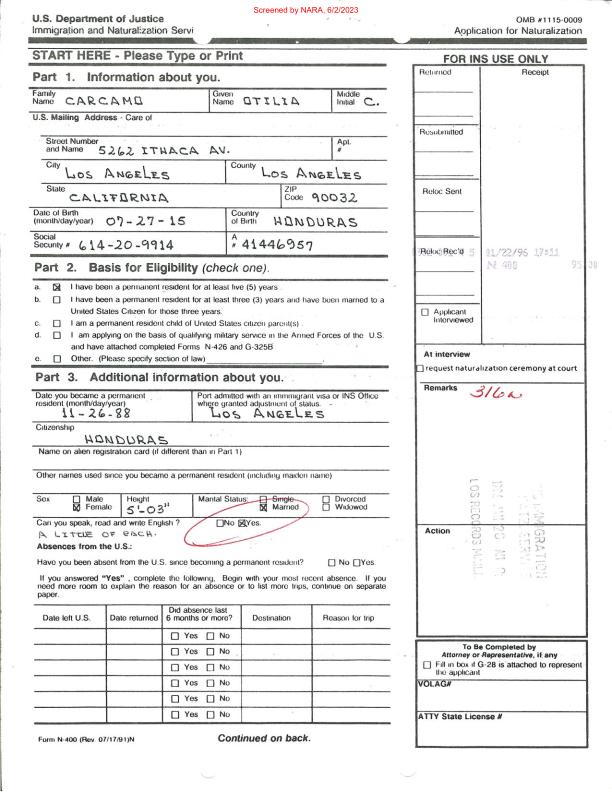 Screened by NARA, 6/2/2023
U.S. Department of Justice
Immigration and Naturalization Servi
OMB #1115-0009
Application for Naturalization
START HERE - Please Type or Print
Part 1. Information about you.
Family Name CARCAMO
Given Name OTILIA
Middle Initial C.
U.S. Mailing Address - Care of
Street Number and Name 5262 ITHACA AV.
Apt. #
City LOS ANGELES
County LOS ANGELES
State CALIFORNIA
ZIP Code 90032
Date of Birth (month/day/year) 07-27-15
Country of Birth HONDURAS
Social Security # 614-20-9914
A # 41446957
Part 2. Basis for Eligibility (check one).
a. I have been a permanent resident for at least five (5) years
b. I have been a permanent resident for at least three (3) years and have been married to a
United States Citizen for those three years.
c. I am a permanent resident child of United States citizen parent(s)
d. I am applying on the basis of qualifying military service in the Armed Forces of the U.S.
and have attached completed Forms N-426 and G-325B
e. Other. (Please specify section of law)
Part 3. Additional information about you.
Date you became a permanent resident (month/day/year) 11-26-88
Port admitted with an immigrant visa or INS Office where granted adjustment of status. LOS ANGELES
Citizenship
HONDURAS
Name on alien registration card (if different than in Part 1)
Other names used since you became a permanent resident (including maiden name)
Sex Male Female
Height 5'-03"
Marital Status: Single Married Divorced Widowed
Can you speak, read and write English ? No Yes.
A LITTLE OF EACH.
Absences from the U.S.:
Have you been absent from the U.S. since becoming a permanent resident? No Yes.
If you answered "Yes" , complete the following, Begin with your most recent absence. If you
need more room to explain the reason for an absence or to list more trips, continue on separate
paper.
Date left U.S. Date returned Did absence last 6 months or more? Destination Reason for trip
Yes No
Yes No
Yes No
Yes No
Yes No
Yes No
Form N-400 (Rev. 07/17/91)N
Continued on back.
FOR INS USE ONLY
Returned
Receipt
Resubmitted
Reloc Sent
Reloc Rec'd
01/22/96 17:11
N 400
Applicant Interviewed
At interview
request naturalization ceremony at court
Remarks
316a
IMMIGRATION
LOS RECORDS
Action
To Be Completed by
Attorney or Representative, if any
Fill in box if G-28 is attached to represent
the applicant
VOLAG#
ATTY State License #